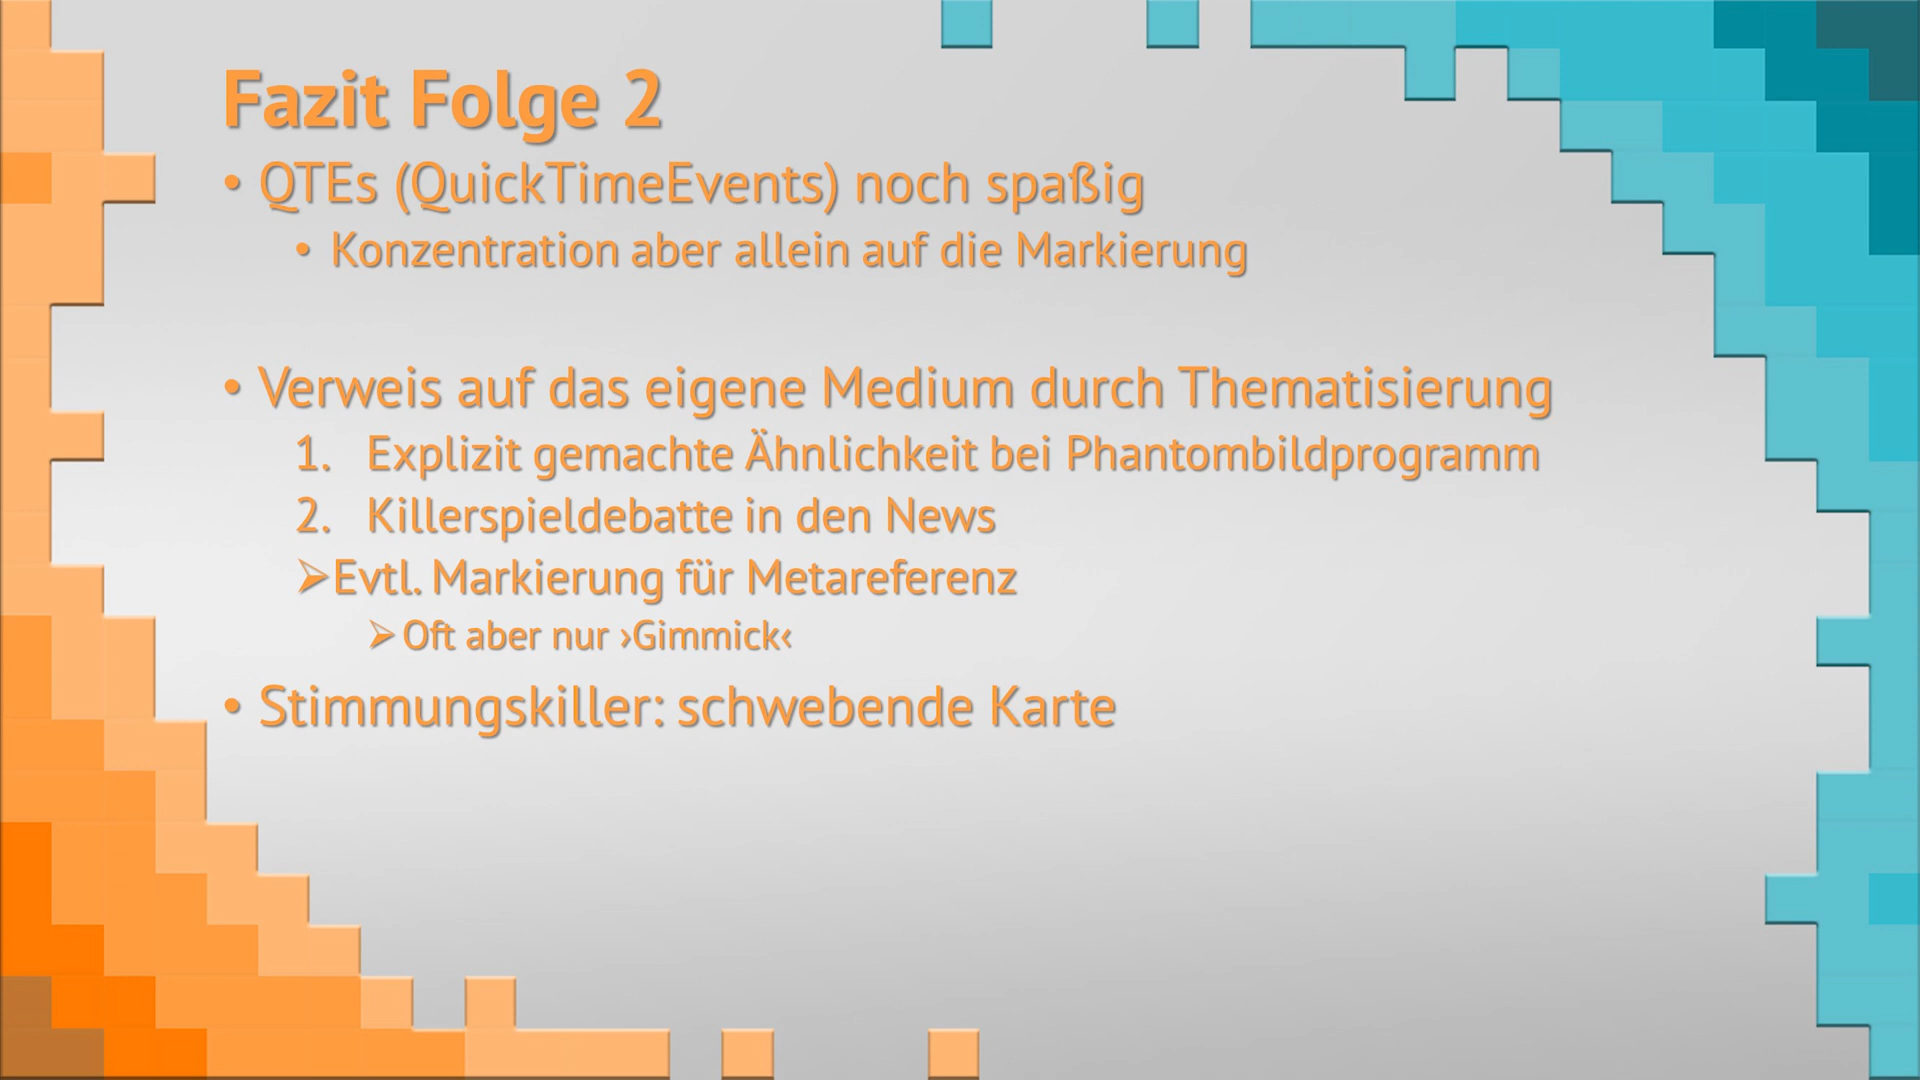 Fazit Folge 2
• QTEs (QuickTimeEvents) noch spaßig
• Konzentration aber allein auf die Markierung
• Verweis auf das eigene Medium durch Thematisierung
1. Explizit gemachte Ähnlichkeit bei Phantombildprogramm
2. Killerspieldebatte in den News
➢Evtl. Markierung für Metareferenz
➢Oft aber nur ›Gimmick‹
• Stimmungskiller: schwebende Karte